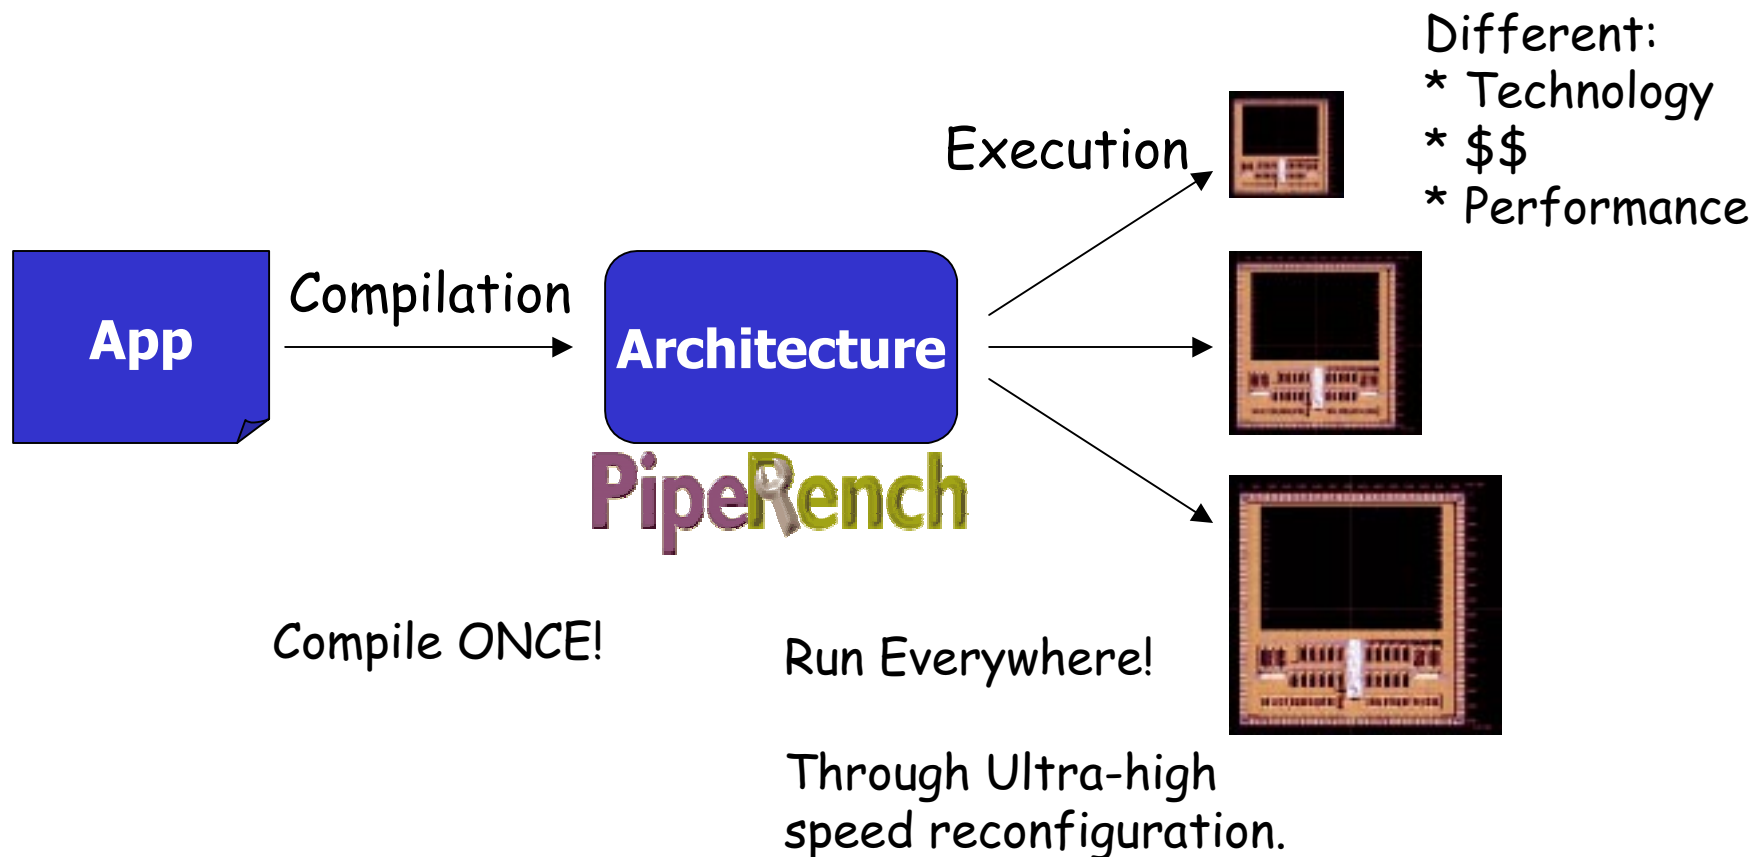 Different:
* Technology
* $$
* Performance
Execution
App
Compilation
Architecture
PipeRench
Compile ONCE!
Run Everywhere!
Through Ultra-high
speed reconfiguration.